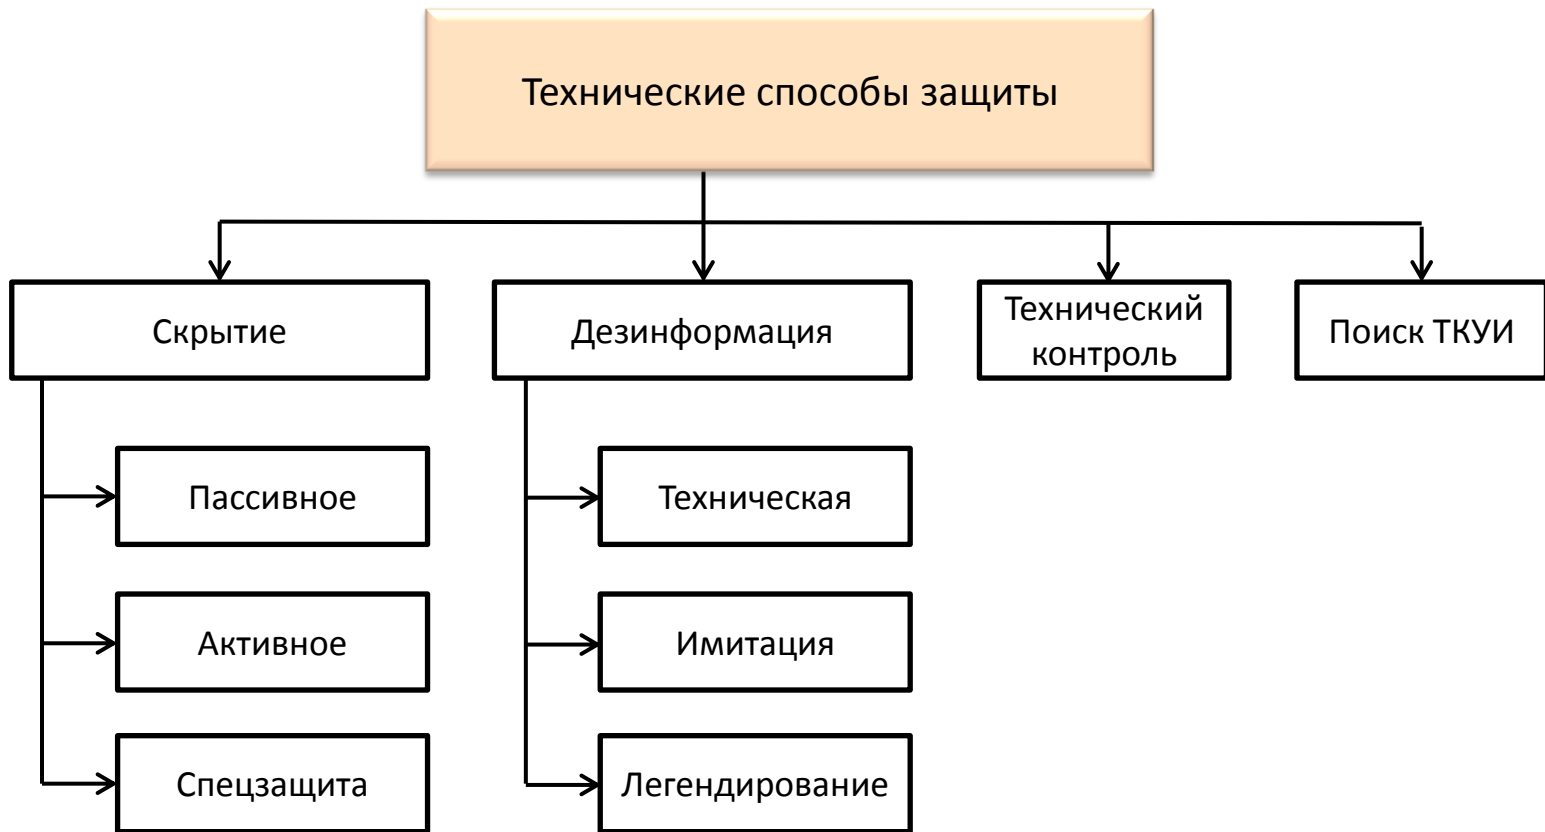 Технические способы защиты
Скрытие
Дезинформация
Технический
контроль
Поиск ТКУИ
Пассивное
Техническая
Активное
Имитация
Спецзащита
Легендирование